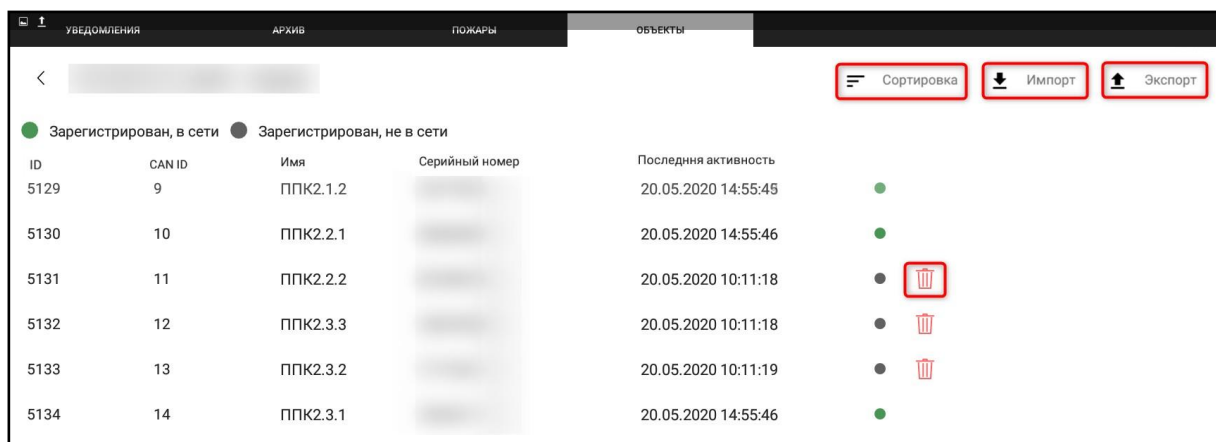 УВЕДОМЛЕНИЯ АРХИВ ПОЖАРЫ ОБЪЕКТЫ
Сортировка Импорт Экспорт
Зарегистрирован, в сети Зарегистрирован, не в сети
ID CAN ID Имя Серийный номер Последння активность
5129 9 ППК2.1.2 20.05.2020 14:55:45
5130 10 ППК2.2.1 20.05.2020 14:55:46
5131 11 ППК2.2.2 20.05.2020 10:11:18
5132 12 ППК2.3.3 20.05.2020 10:11:18
5133 13 ППК2.3.2 20.05.2020 10:11:19
5134 14 ППК2.3.1 20.05.2020 14:55:46